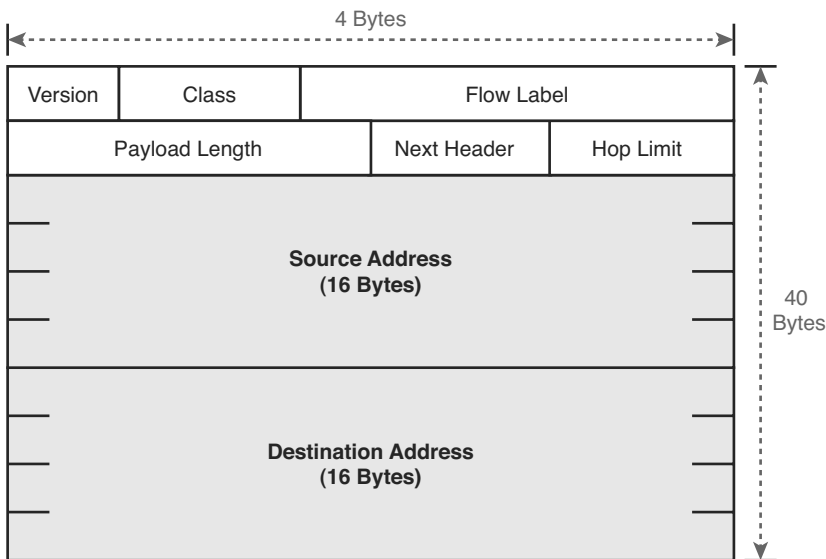 4 Bytes
Version Class Flow Label
Payload Length Next Header Hop Limit
Source Address
(16 Bytes)
40
Bytes
Destination Address
(16 Bytes)